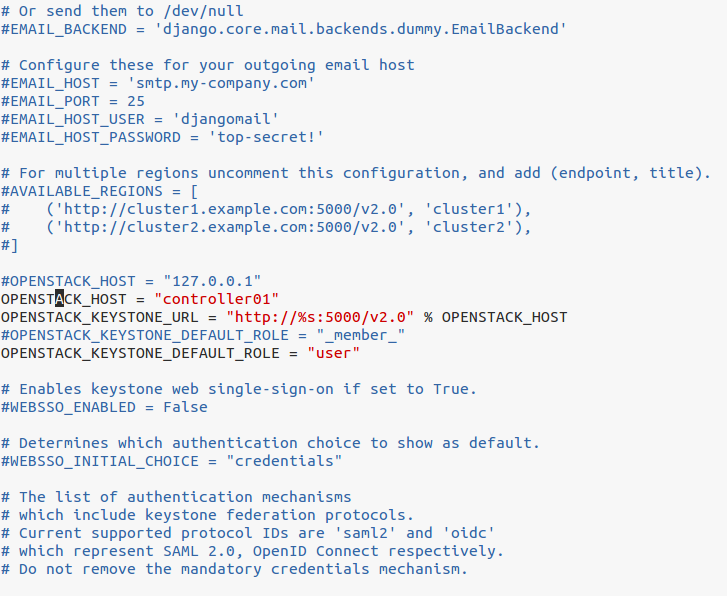 # Or send them to /dev/null
#EMAIL_BACKEND = 'django.core.mail.backends.dummy.EmailBackend'
# Configure these for your outgoing email host
#EMAIL_HOST = 'smtp.my-company.com'
#EMAIL_PORT = 25
#EMAIL_HOST_USER = 'djangomail'
#EMAIL_HOST_PASSWORD = 'top-secret!'
# For multiple regions uncomment this configuration, and add (endpoint, title).
#AVAILABLE_REGIONS = [
#    ('http://cluster1.example.com:5000/v2.0', 'cluster1'),
#    ('http://cluster2.example.com:5000/v2.0', 'cluster2'),
#]
#OPENSTACK_HOST = "127.0.0.1"
OPENSTACK_HOST = "controller01"
OPENSTACK_KEYSTONE_URL = "http://%s:5000/v2.0" % OPENSTACK_HOST
#OPENSTACK_KEYSTONE_DEFAULT_ROLE = "_member_"
OPENSTACK_KEYSTONE_DEFAULT_ROLE = "user"
# Enables keystone web single-sign-on if set to True.
#WEBSSO_ENABLED = False
# Determines which authentication choice to show as default.
#WEBSSO_INITIAL_CHOICE = "credentials"
# The list of authentication mechanisms
# which include keystone federation protocols.
# Current supported protocol IDs are 'saml2' and 'oidc'
# which represent SAML 2.0, OpenID Connect respectively.
# Do not remove the mandatory credentials mechanism.